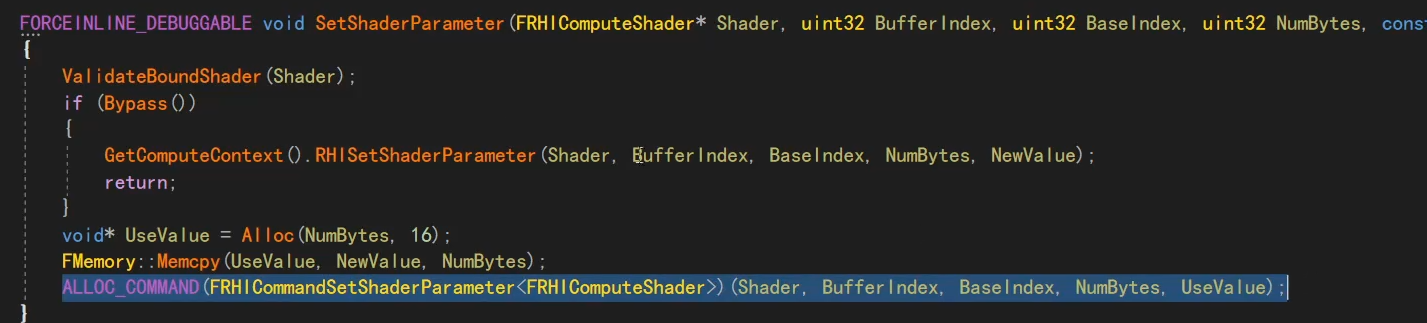 FORCEINLINE_DEBUGGABLE void SetShaderParameter(FRHIComputeShader* Shader, uint32 BufferIndex, uint32 BaseIndex, uint32 NumBytes, const
{
ValidateBoundShader(Shader);
if (Bypass())
{
GetComputeContext().RHISetShaderParameter(Shader, BufferIndex, BaseIndex, NumBytes, NewValue);
return;
}
void* UseValue = Alloc(NumBytes, 16);
FMemory::Memcpy(UseValue, NewValue, NumBytes);
ALLOC_COMMAND(FRHICommandSetShaderParameter<FRHIComputeShader>)(Shader, BufferIndex, BaseIndex, NumBytes, UseValue);
}